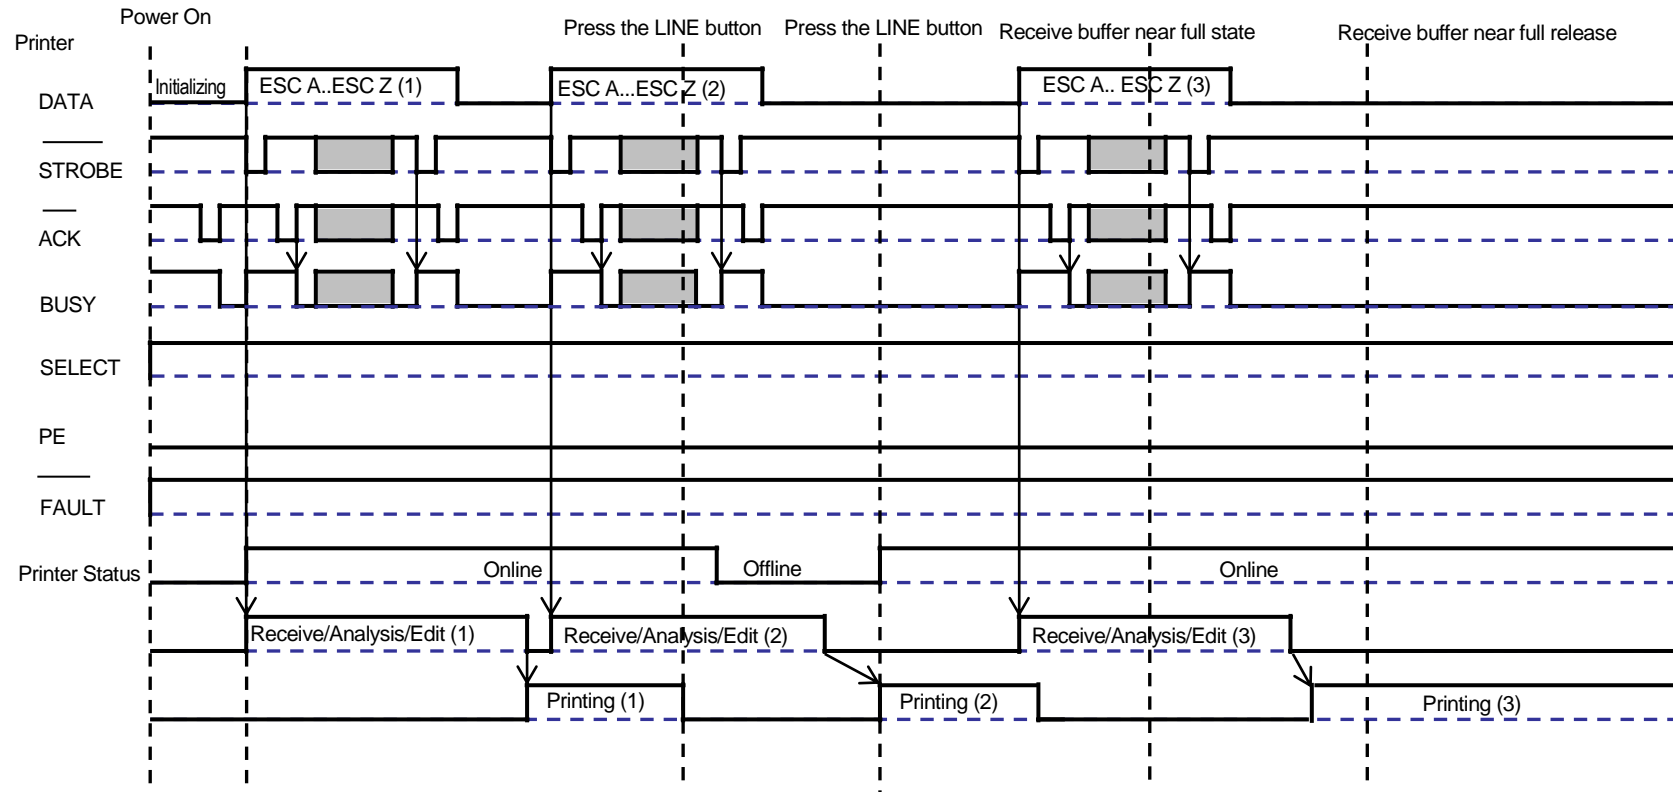 Power On
Press the LINE button
Press the LINE button
Receive buffer near full state
Receive buffer near full release
Printer
Initializing
ESC A..ESC Z (1)
ESC A...ESC Z (2)
ESC A.. ESC Z (3)
DATA
STROBE
ACK
BUSY
SELECT
PE
FAULT
Printer Status
Online
Offline
Online
Receive/Analysis/Edit (1)
Receive/Analysis/Edit (2)
Receive/Analysis/Edit (3)
Printing (1)
Printing (2)
Printing (3)